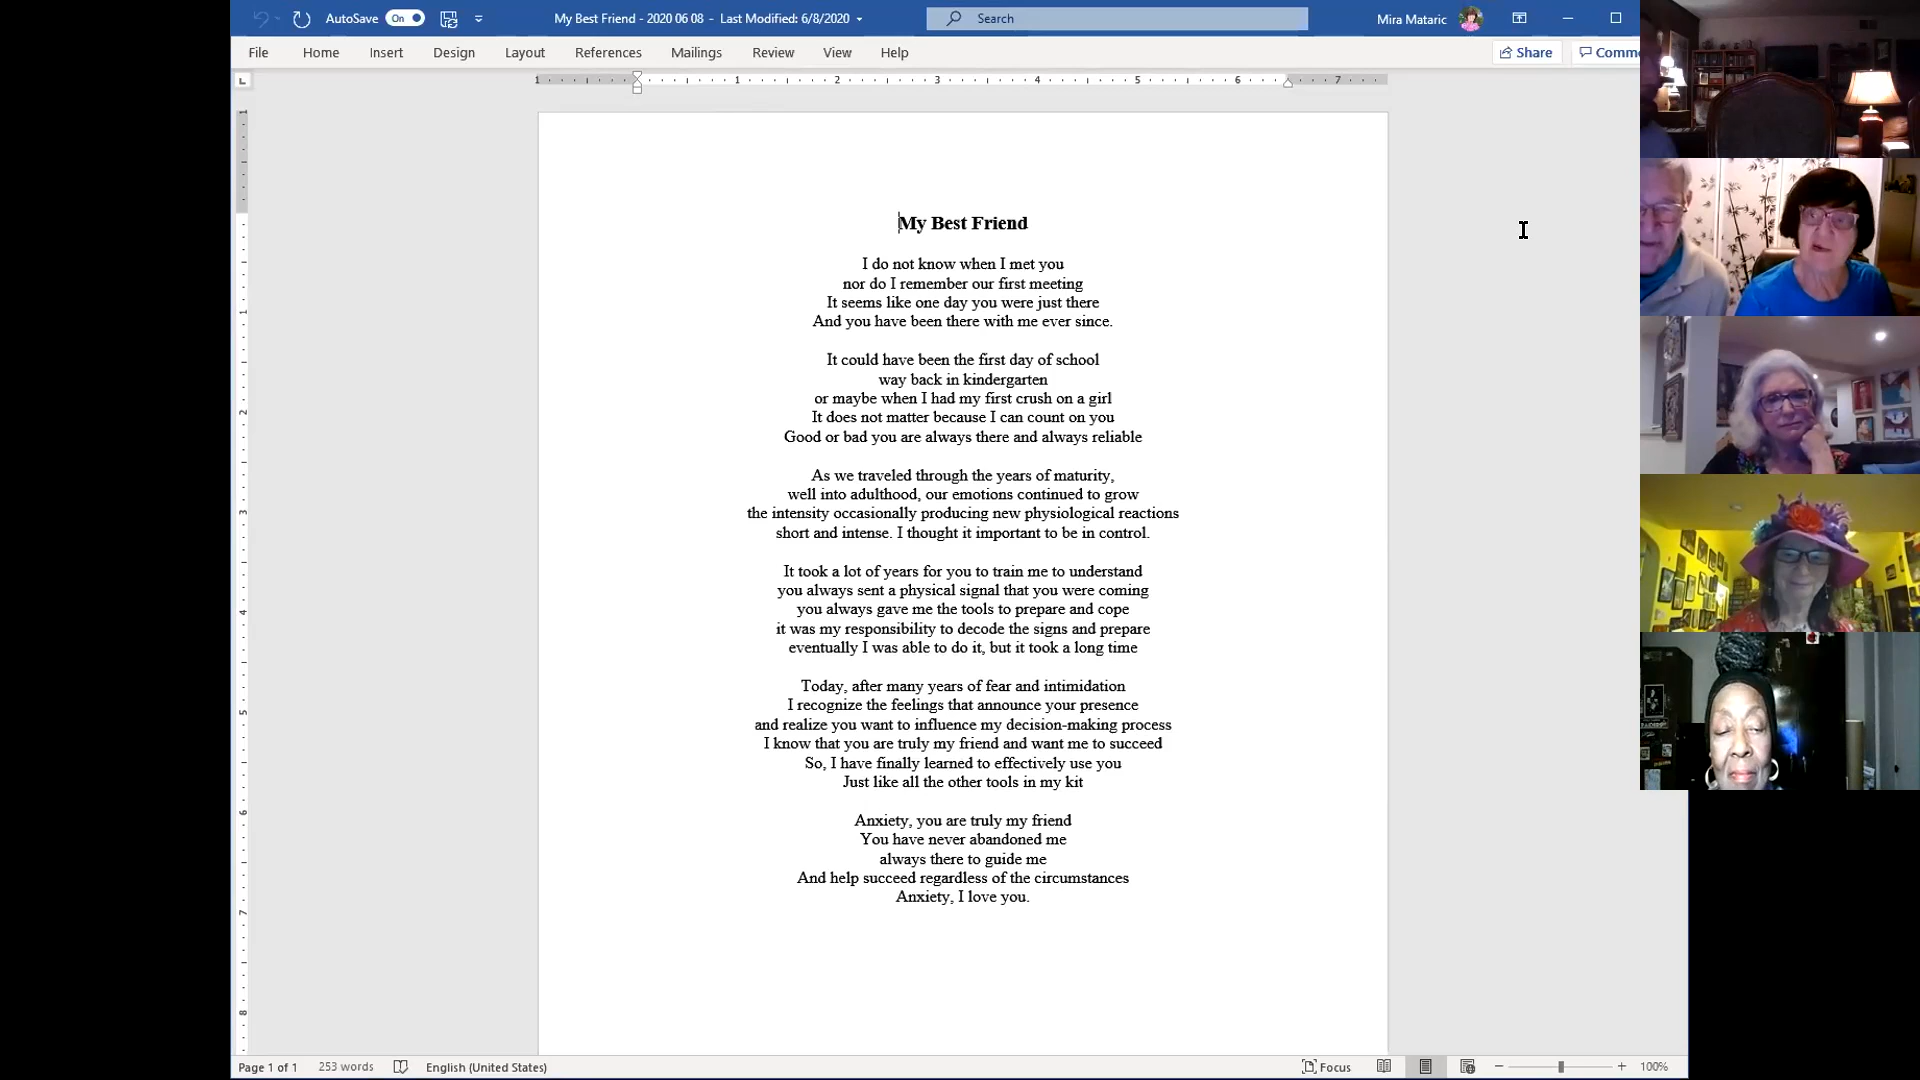 AutoSave On My Best Friend - 2020 06 08 - Last Modified: 6/8/2020 Search Mira Mataric
File Home Insert Design Layout References Mailings Review View Help Share Comme
1 1 2 3 4 5 6 7
My Best Friend
I do not know when I met you
nor do I remember our first meeting
It seems like one day you were just there
And you have been there with me ever since.
It could have been the first day of school
way back in kindergarten
or maybe when I had my first crush on a girl
It does not matter because I can count on you
Good or bad you are always there and always reliable
As we traveled through the years of maturity,
well into adulthood, our emotions continued to grow
the intensity occasionally producing new physiological reactions
short and intense. I thought it important to be in control.
It took a lot of years for you to train me to understand
you always sent a physical signal that you were coming
you always gave me the tools to prepare and cope
it was my responsibility to decode the signs and prepare
eventually I was able to do it, but it took a long time
Today, after many years of fear and intimidation
I recognize the feelings that announce your presence
and realize you want to influence my decision-making process
I know that you are truly my friend and want me to succeed
So, I have finally learned to effectively use you
Just like all the other tools in my kit
Anxiety, you are truly my friend
You have never abandoned me
always there to guide me
And help succeed regardless of the circumstances
Anxiety, I love you.
Page 1 of 1 253 words English (United States) Focus 100%